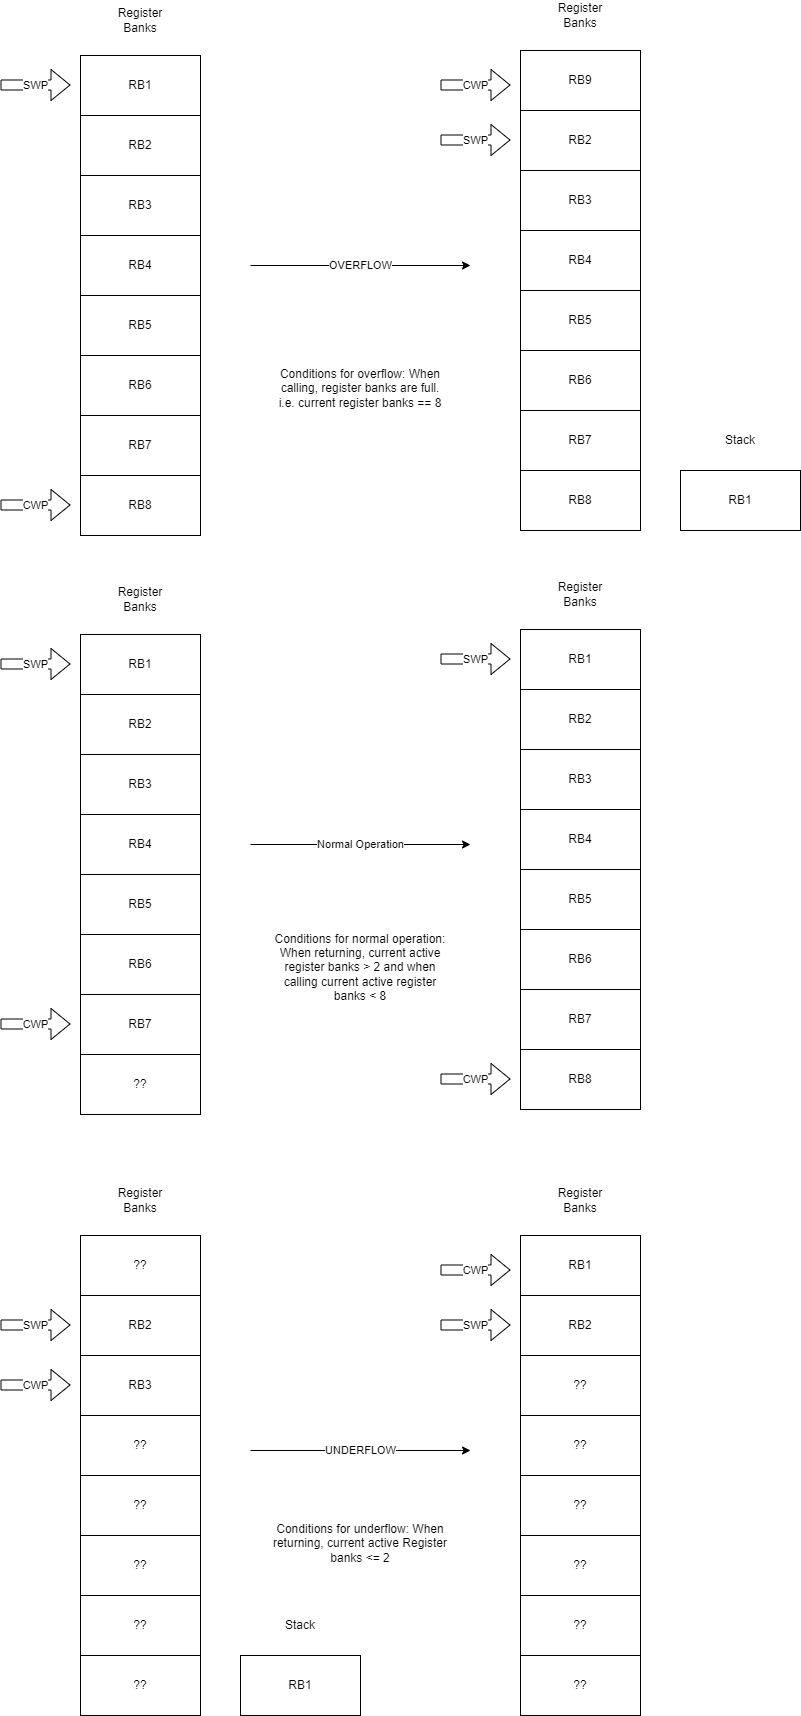 Register
Banks
SWP
RB1
RB2
RB3
RB4
RB5
RB6
RB7
CWP
RB8
OVERFLOW
Conditions for overflow: When
calling, register banks are full.
i.e. current register banks == 8
Register
Banks
CWP
RB9
SWP
RB2
RB3
RB4
RB5
RB6
RB7
RB8
Stack
RB1
Register
Banks
SWP
RB1
RB2
RB3
RB4
RB5
RB6
CWP
RB7
??
Normal Operation
Conditions for normal operation:
When returning, current active
register banks > 2 and when
calling current active register
banks < 8
Register
Banks
SWP
RB1
RB2
RB3
RB4
RB5
RB6
RB7
CWP
RB8
Register
Banks
??
SWP
RB2
CWP
RB3
??
??
??
??
??
UNDERFLOW
Conditions for underflow: When
returning, current active Register
banks <= 2
Stack
RB1
Register
Banks
CWP
RB1
SWP
RB2
??
??
??
??
??
??